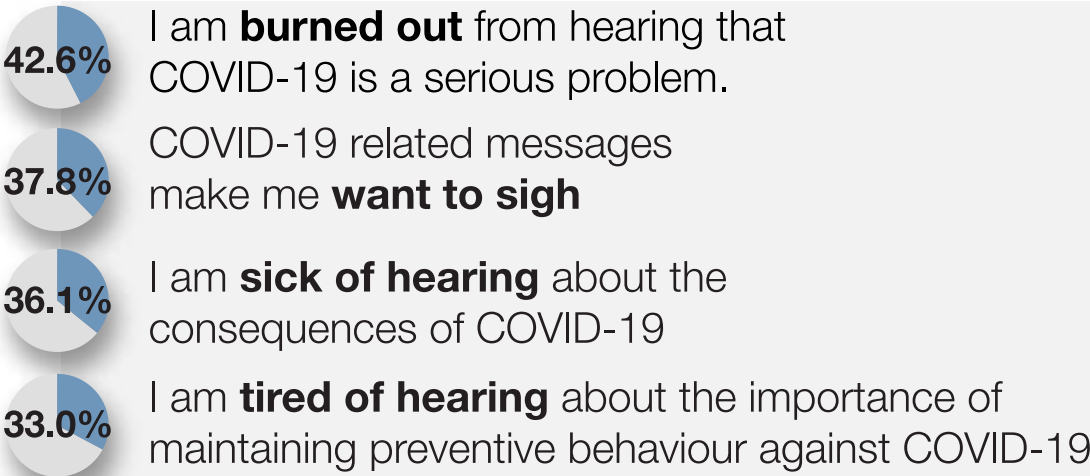 42.6%
I am burned out from hearing that
COVID-19 is a serious problem.
37.8%
COVID-19 related messages
make me want to sigh
36.1%
I am sick of hearing about the
consequences of COVID-19
33.0%
I am tired of hearing about the importance of
maintaining preventive behaviour against COVID-19